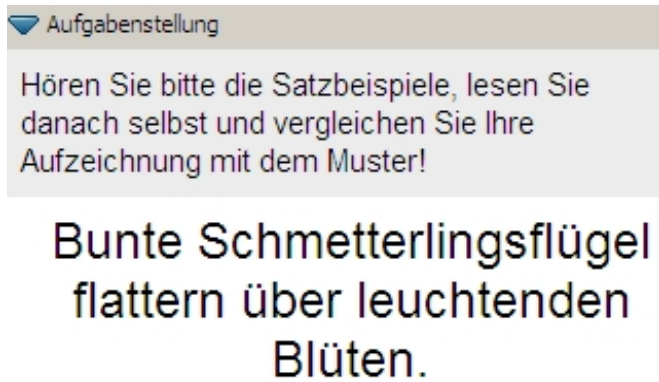 Aufgabenstellung
Hören Sie bitte die Satzbeispiele, lesen Sie
danach selbst und vergleichen Sie Ihre
Aufzeichnung mit dem Muster!
Bunte Schmetterlingsflügel
flattern über leuchtenden
Blüten.